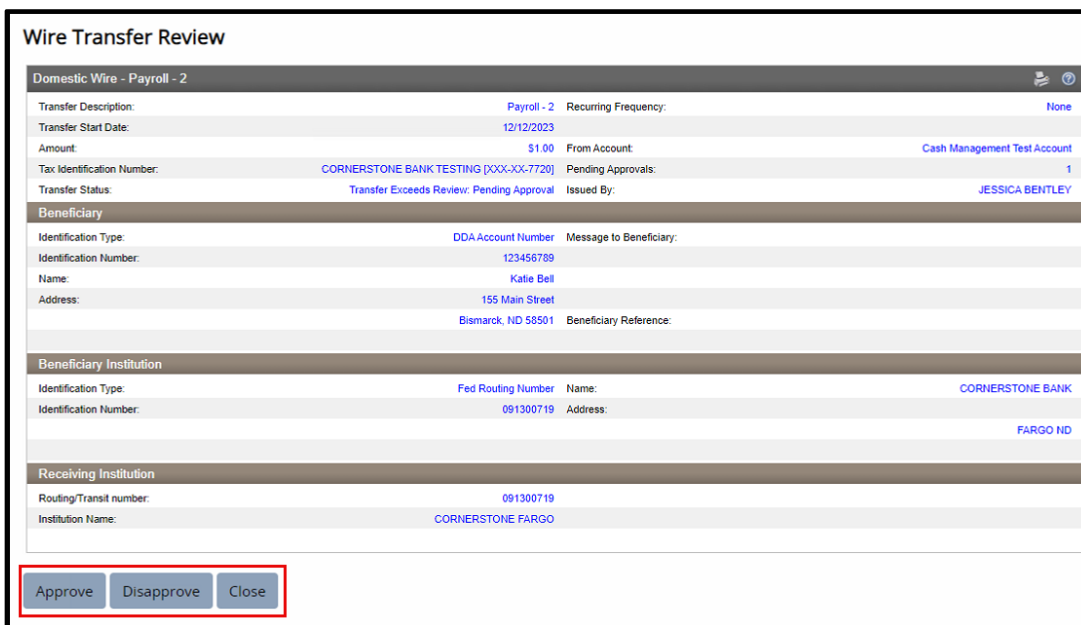 Wire Transfer Review
Domestic Wire - Payroll - 2
Transfer Description: Payroll - 2 Recurring Frequency: None
Transfer Start Date: 12/12/2023
Amount: $1.00 From Account: Cash Management Test Account
Tax Identification Number: CORNERSTONE BANK TESTING [XXX-XX-7720] Pending Approvals: 1
Transfer Status: Transfer Exceeds Review: Pending Approval Issued By: JESSICA BENTLEY
Beneficiary
Identification Type: DDA Account Number Message to Beneficiary:
Identification Number: 123456789
Name: Katie Bell
Address: 155 Main Street
Bismarck, ND 58501 Beneficiary Reference:
Beneficiary Institution
Identification Type: Fed Routing Number Name: CORNERSTONE BANK
Identification Number: 091300719 Address:
FARGO ND
Receiving Institution
Routing/Transit number: 091300719
Institution Name: CORNERSTONE FARGO
Approve Disapprove Close